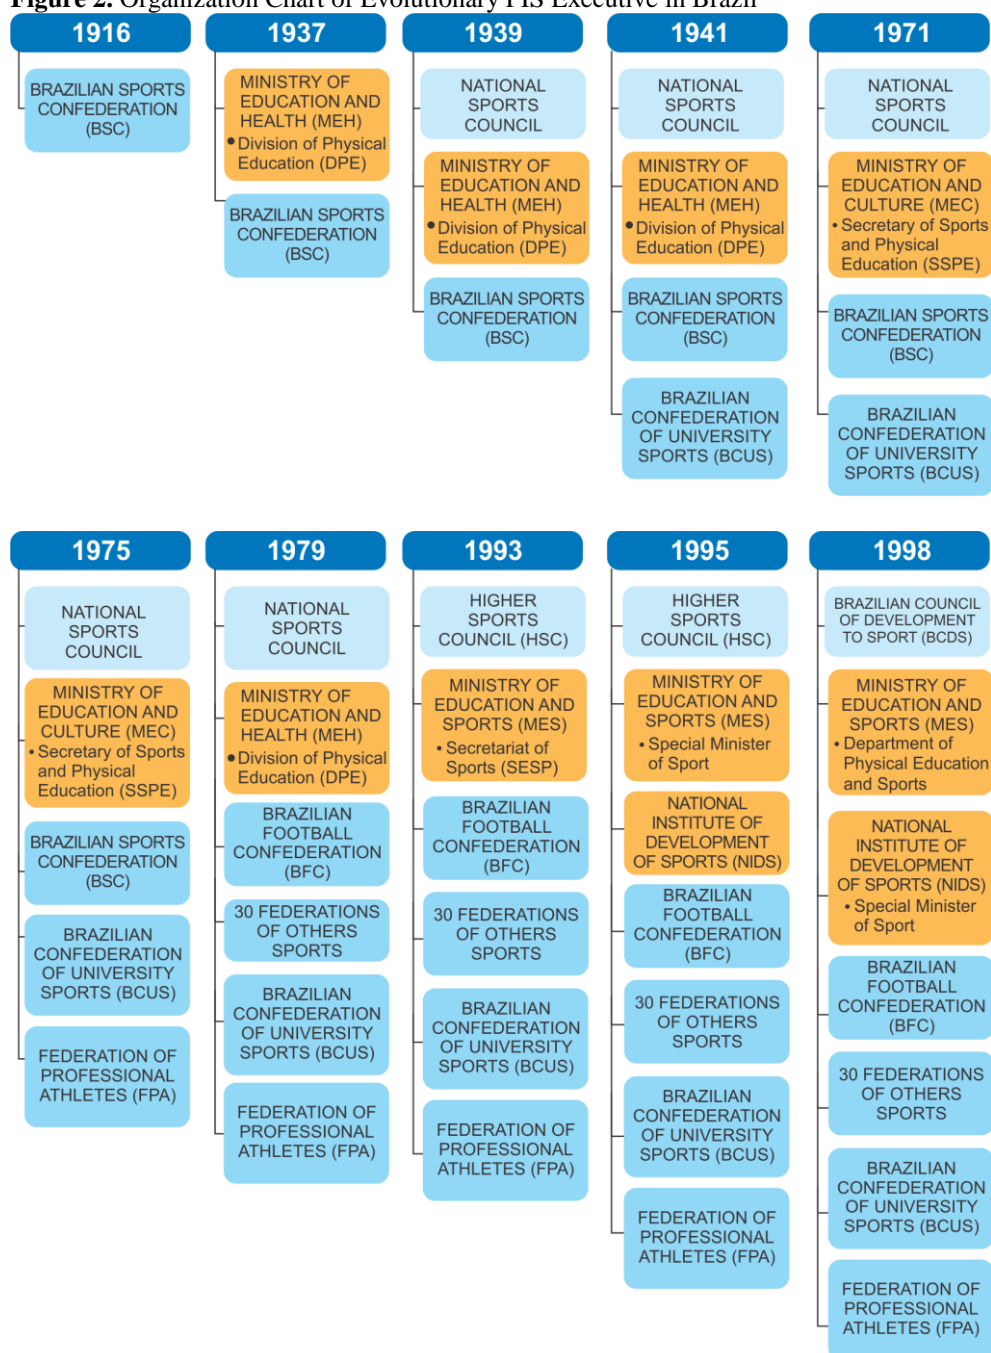 Figure 2. Organization Chart of Evolutionary PIS Executive in Brazil
1916
BRAZILIAN SPORTS
CONFEDERATION
(BSC)
1937
MINISTRY OF
EDUCATION AND
HEALTH (MEH)
• Division of Physical
Education (DPE)
BRAZILIAN SPORTS
CONFEDERATION
(BSC)
1939
NATIONAL
SPORTS
COUNCIL
MINISTRY OF
EDUCATION AND
HEALTH (MEH)
• Division of Physical
Education (DPE)
BRAZILIAN SPORTS
CONFEDERATION
(BSC)
1941
NATIONAL
SPORTS
COUNCIL
MINISTRY OF
EDUCATION AND
HEALTH (MEH)
• Division of Physical
Education (DPE)
BRAZILIAN SPORTS
CONFEDERATION
(BSC)
BRAZILIAN
CONFEDERATION
OF UNIVERSITY
SPORTS (BCUS)
1971
NATIONAL
SPORTS
COUNCIL
MINISTRY OF
EDUCATION AND
CULTURE (MEC)
• Secretary of Sports
and Physical
Education (SSPE)
BRAZILIAN SPORTS
CONFEDERATION
(BSC)
BRAZILIAN
CONFEDERATION
OF UNIVERSITY
SPORTS (BCUS)
1975
NATIONAL
SPORTS
COUNCIL
MINISTRY OF
EDUCATION AND
CULTURE (MEC)
• Secretary of Sports
and Physical
Education (SSPE)
BRAZILIAN SPORTS
CONFEDERATION
(BSC)
BRAZILIAN
CONFEDERATION
OF UNIVERSITY
SPORTS (BCUS)
FEDERATION OF
PROFESSIONAL
ATHLETES (FPA)
1979
NATIONAL
SPORTS
COUNCIL
MINISTRY OF
EDUCATION AND
HEALTH (MEH)
• Division of Physical
Education (DPE)
BRAZILIAN
FOOTBALL
CONFEDERATION
(BFC)
30 FEDERATIONS
OF OTHERS
SPORTS
BRAZILIAN
CONFEDERATION
OF UNIVERSITY
SPORTS (BCUS)
FEDERATION OF
PROFESSIONAL
ATHLETES (FPA)
1993
HIGHER
SPORTS
COUNCIL (HSC)
MINISTRY OF
EDUCATION AND
SPORTS (MES)
• Secretariat of
Sports (SESP)
BRAZILIAN
FOOTBALL
CONFEDERATION
(BFC)
30 FEDERATIONS
OF OTHERS
SPORTS
BRAZILIAN
CONFEDERATION
OF UNIVERSITY
SPORTS (BCUS)
FEDERATION OF
PROFESSIONAL
ATHLETES (FPA)
1995
HIGHER
SPORTS
COUNCIL (HSC)
MINISTRY OF
EDUCATION AND
SPORTS (MES)
• Special Minister
of Sport
NATIONAL
INSTITUTE OF
DEVELOPMENT
OF SPORTS (NIDS)
BRAZILIAN
FOOTBALL
CONFEDERATION
(BFC)
30 FEDERATIONS
OF OTHERS
SPORTS
BRAZILIAN
CONFEDERATION
OF UNIVERSITY
SPORTS (BCUS)
FEDERATION OF
PROFESSIONAL
ATHLETES (FPA)
1998
BRAZILIAN COUNCIL
OF DEVELOPMENT
TO SPORT (BCDS)
MINISTRY OF
EDUCATION AND
SPORTS (MES)
• Department of
Physical Education
and Sports
NATIONAL
INSTITUTE OF
DEVELOPMENT
OF SPORTS (NIDS)
• Special Minister
of Sport
BRAZILIAN
FOOTBALL
CONFEDERATION
(BFC)
30 FEDERATIONS
OF OTHERS
SPORTS
BRAZILIAN
CONFEDERATION
OF UNIVERSITY
SPORTS (BCUS)
FEDERATION OF
PROFESSIONAL
ATHLETES (FPA)